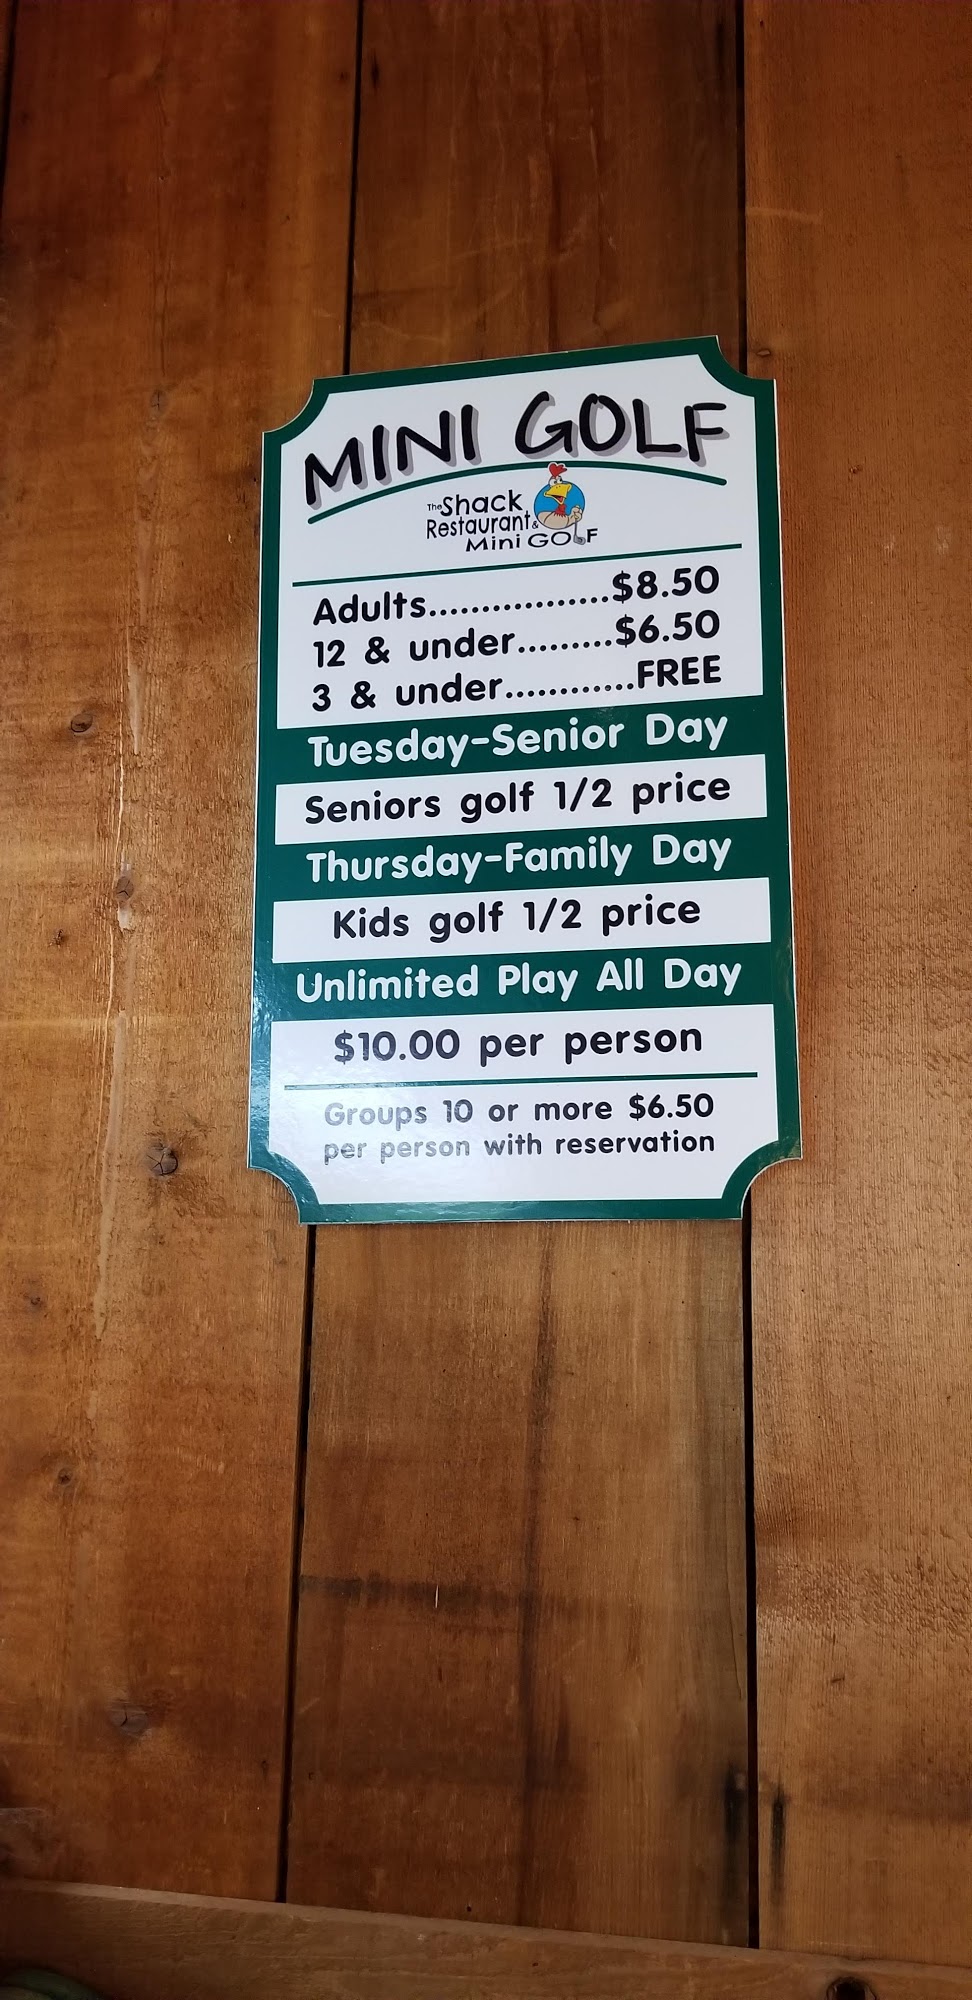 MINI GOLF
The Shack
Restaurant &
Mini GOLF
Adults.................$8.50
12 & under.........$6.50
3 & under............FREE
Tuesday-Senior Day
Seniors golf 1/2 price
Thursday-Family Day
Kids golf 1/2 price
Unlimited Play All Day
$10.00 per person
Groups 10 or more $6.50
per person with reservation